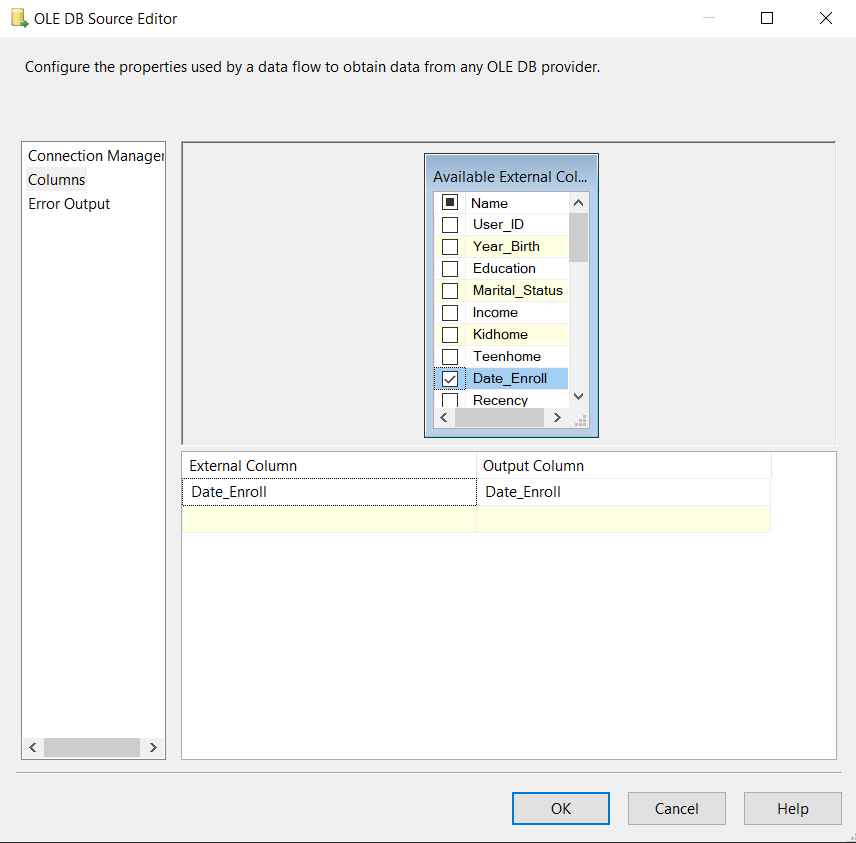 OLE DB Source Editor
Configure the properties used by a data flow to obtain data from any OLE DB provider.
Connection Manager
Columns
Error Output
Available External Col...
Name
User_ID
Year_Birth
Education
Marital_Status
Income
Kidhome
Teenhome
Date_Enroll
Recency
External Column Output Column
Date_Enroll Date_Enroll
OK Cancel Help